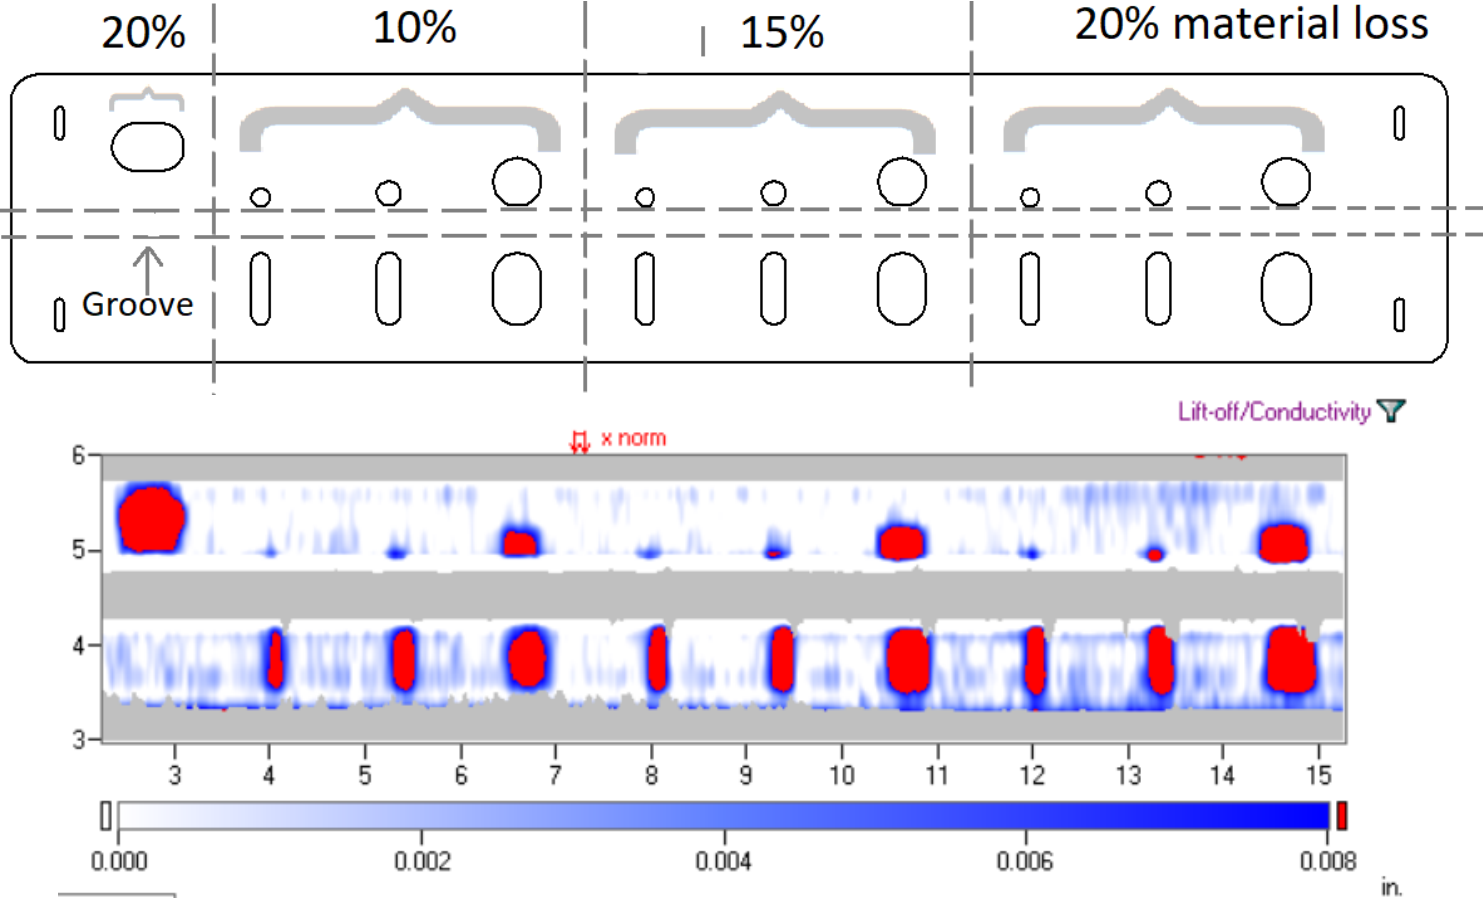 20% 10% 15% 20% material loss
Groove
Lift-off/Conductivity
x norm
6
5
4
3
3 4 5 6 7 8 9 10 11 12 13 14 15
0.000 0.002 0.004 0.006 0.008
in.